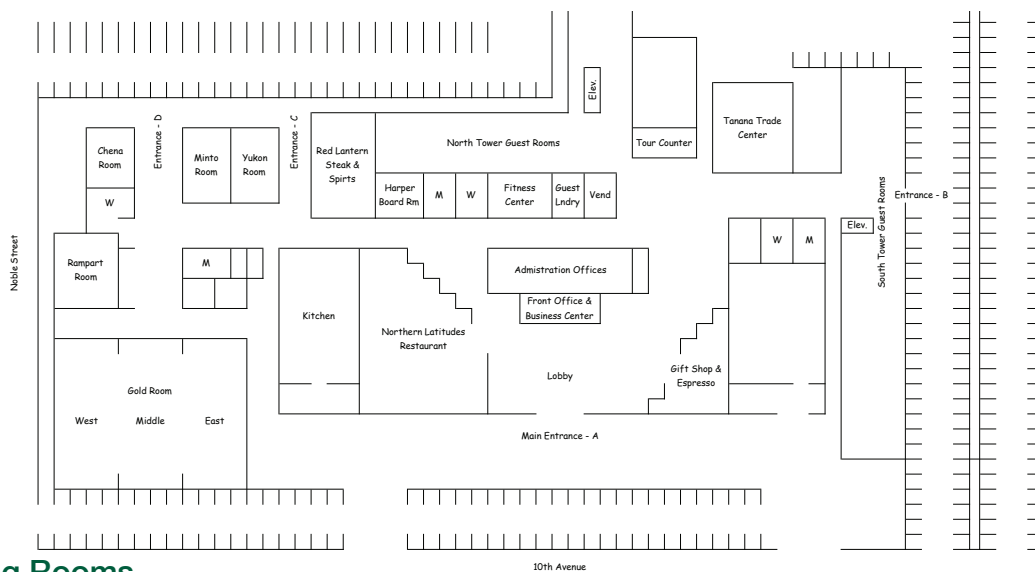 Elev.
Entrance - D
Entrance - C
Chena
Room
Minto
Room
Yukon
Room
Red Lantern
Steak &
Spirts
North Tower Guest Rooms
Tour Counter
Tanana Trade
Center
W
Harper
Board Rm
M
W
Fitness
Center
Guest
Lndry
Vend
Entrance - B
Elev.
South Tower Guest Rooms
Noble Street
Rampart
Room
M
W
M
Admistration Offices
Front Office &
Business Center
Kitchen
Northern Latitudes
Restaurant
Lobby
Gift Shop &
Espresso
Gold Room
West
Middle
East
Main Entrance - A
10th Avenue
g Rooms